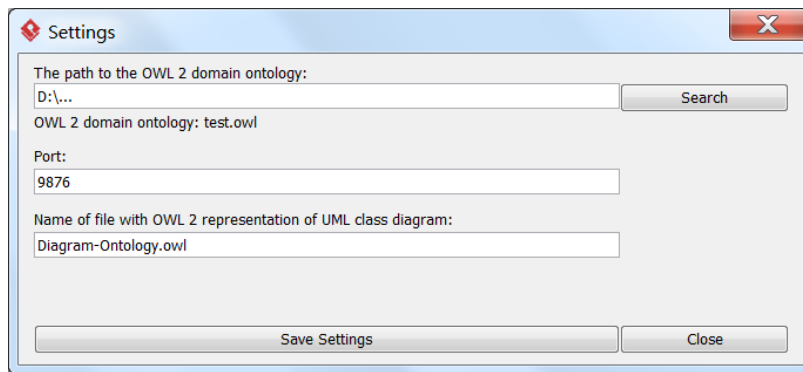 Settings
The path to the OWL 2 domain ontology:
D:\...
Search
OWL 2 domain ontology: test.owl
Port:
9876
Name of file with OWL 2 representation of UML class diagram:
Diagram-Ontology.owl
Save Settings
Close